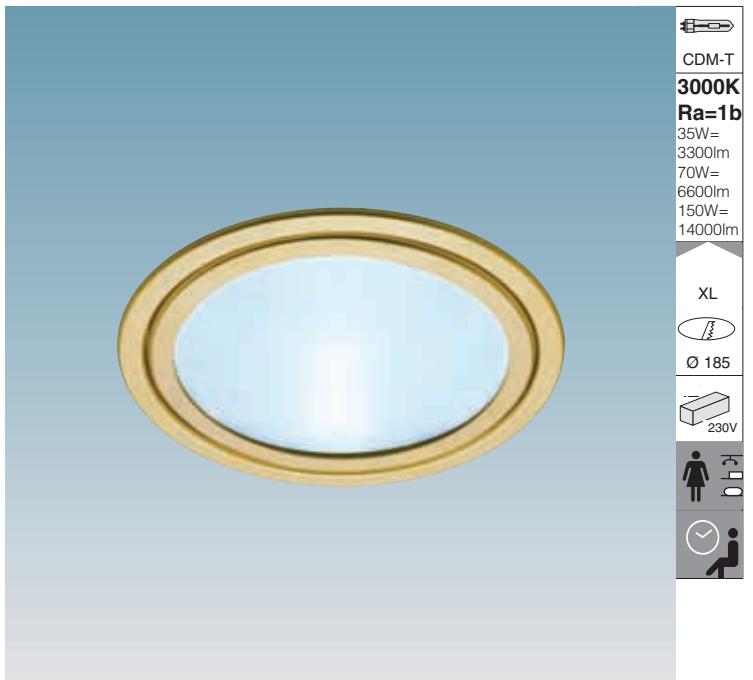 CDM-T
3000K
Ra=1b
35W=
3300lm
70W=
6600lm
150W=
14000lm
XL
Ø 185
230V